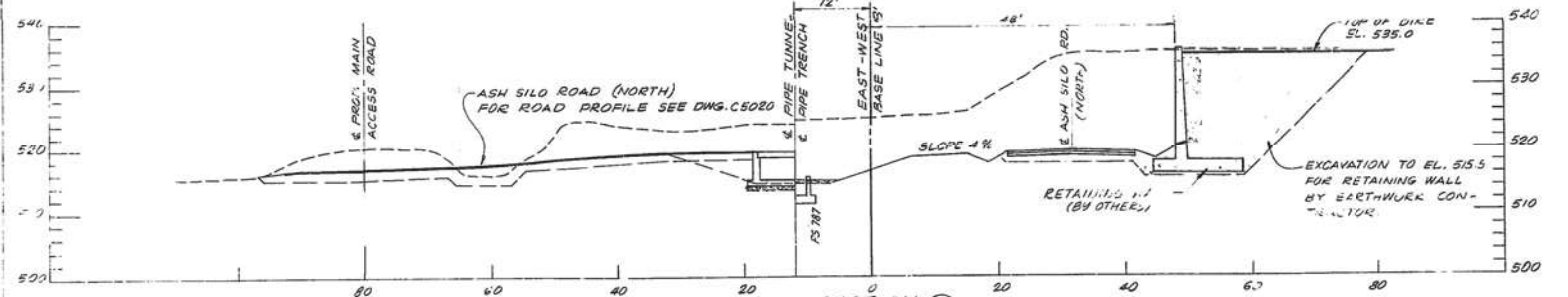 540
530
520
500
℄ PROP. MAIN
ACCESS ROAD
ASH SILO ROAD (NORTH)
FOR ROAD PROFILE SEE DWG. C5020
12'
℄ PIPE TUNNEL
℄ PIPE TRENCH
EAST-WEST
BASE LINE "B"
FS 787
SLOPE 4%
℄ ASH SILO RD.
(NORTH)
48'
TOP OF DIKE
EL. 535.0
RETAINING
(BY OTHERS)
EXCAVATION TO EL. 515.5
FOR RETAINING WALL
BY EARTHWORK CON-
TRACTOR
540
530
520
510
500
80
60
40
20
0
20
40
60
80